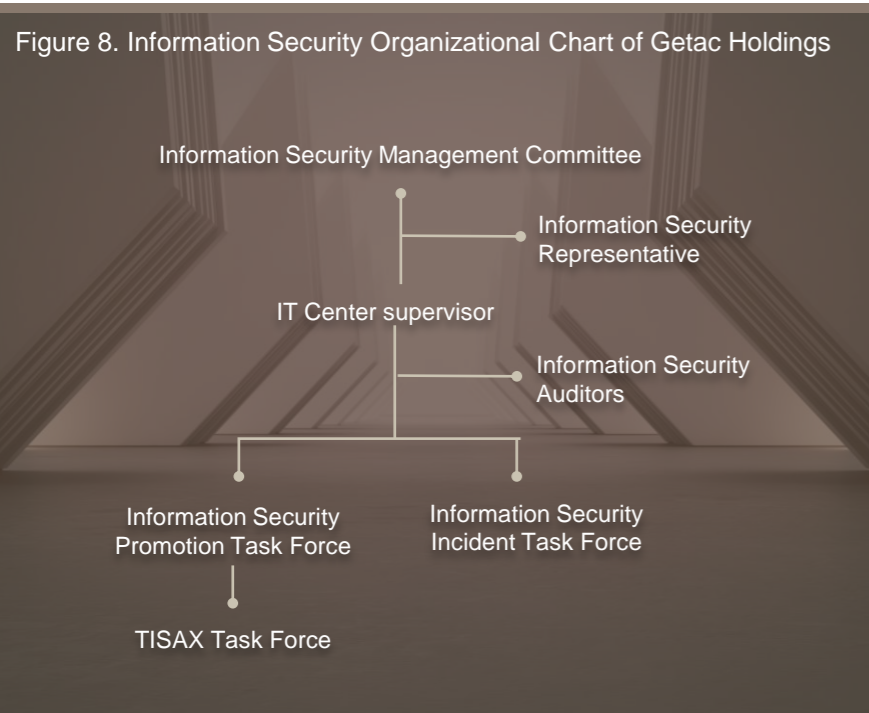 Figure 8. Information Security Organizational Chart of Getac Holdings
Information Security Management Committee
Information Security
Representative
IT Center supervisor
Information Security
Auditors
Information Security
Promotion Task Force
Information Security
Incident Task Force
TISAX Task Force